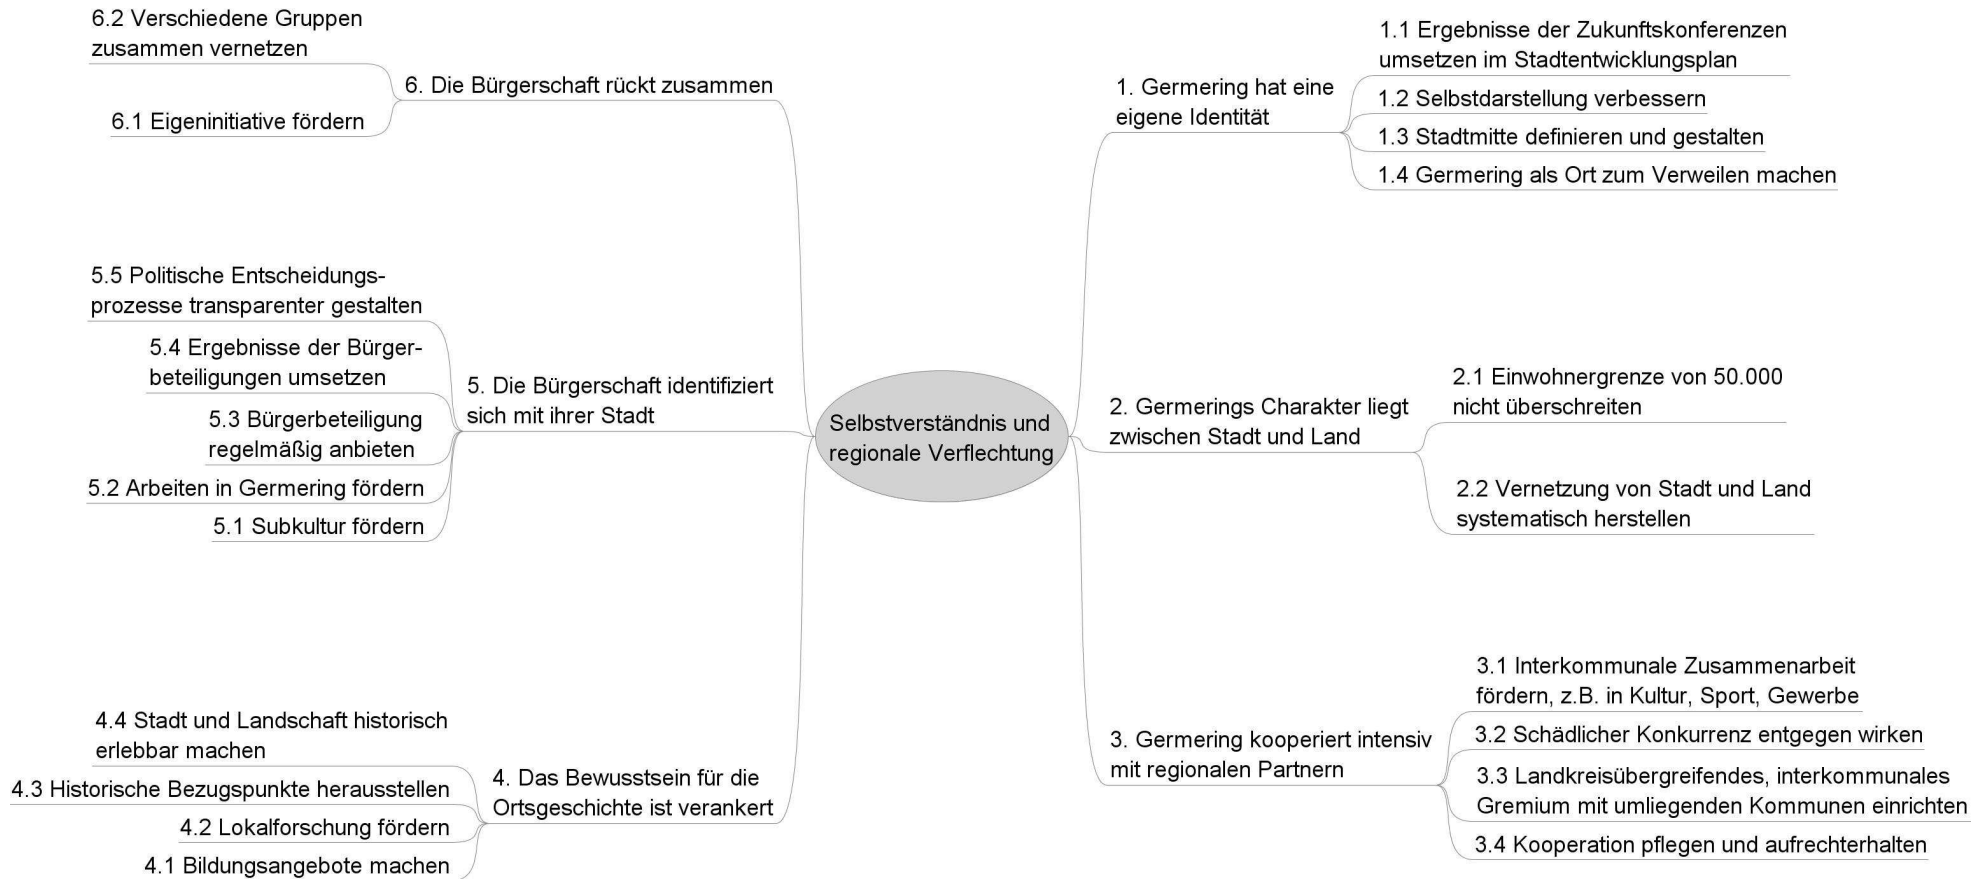 Selbstverständnis und
regionale Verflechtung
1. Germering hat eine
eigene Identität
1.1 Ergebnisse der Zukunftskonferenzen
umsetzen im Stadtentwicklungsplan
1.2 Selbstdarstellung verbessern
1.3 Stadtmitte definieren und gestalten
1.4 Germering als Ort zum Verweilen machen
2. Germerings Charakter liegt
zwischen Stadt und Land
2.1 Einwohnergrenze von 50.000
nicht überschreiten
2.2 Vernetzung von Stadt und Land
systematisch herstellen
3. Germering kooperiert intensiv
mit regionalen Partnern
3.1 Interkommunale Zusammenarbeit
fördern, z.B. in Kultur, Sport, Gewerbe
3.2 Schädlicher Konkurrenz entgegen wirken
3.3 Landkreisübergreifendes, interkommunales
Gremium mit umliegenden Kommunen einrichten
3.4 Kooperation pflegen und aufrechterhalten
4. Das Bewusstsein für die
Ortsgeschichte ist verankert
4.4 Stadt und Landschaft historisch
erlebbar machen
4.3 Historische Bezugspunkte herausstellen
4.2 Lokalforschung fördern
4.1 Bildungsangebote machen
5. Die Bürgerschaft identifiziert
sich mit ihrer Stadt
5.5 Politische Entscheidungs-
prozesse transparenter gestalten
5.4 Ergebnisse der Bürger-
beteiligungen umsetzen
5.3 Bürgerbeteiligung
regelmäßig anbieten
5.2 Arbeiten in Germering fördern
5.1 Subkultur fördern
6. Die Bürgerschaft rückt zusammen
6.2 Verschiedene Gruppen
zusammen vernetzen
6.1 Eigeninitiative fördern